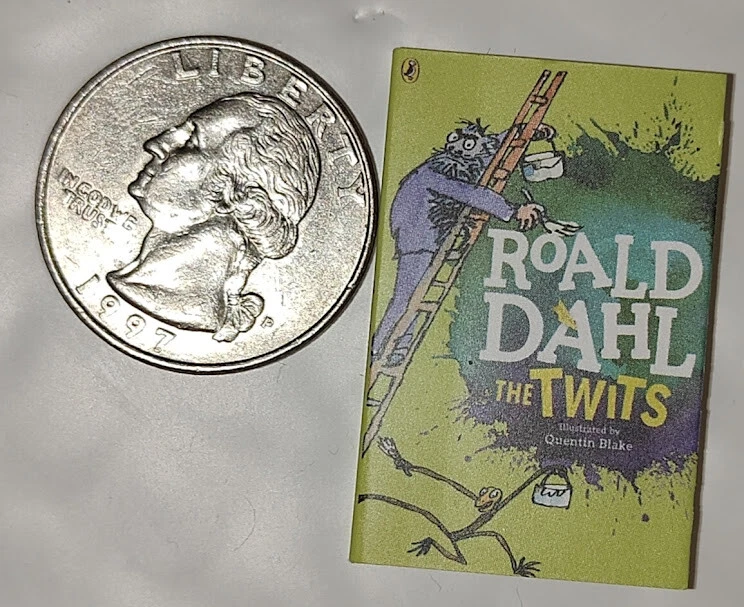 LIBERTY
IN GOD WE
TRUST
1997
P
ROALD
DAHL
THE TWITS
Illustrated by
Quentin Blake